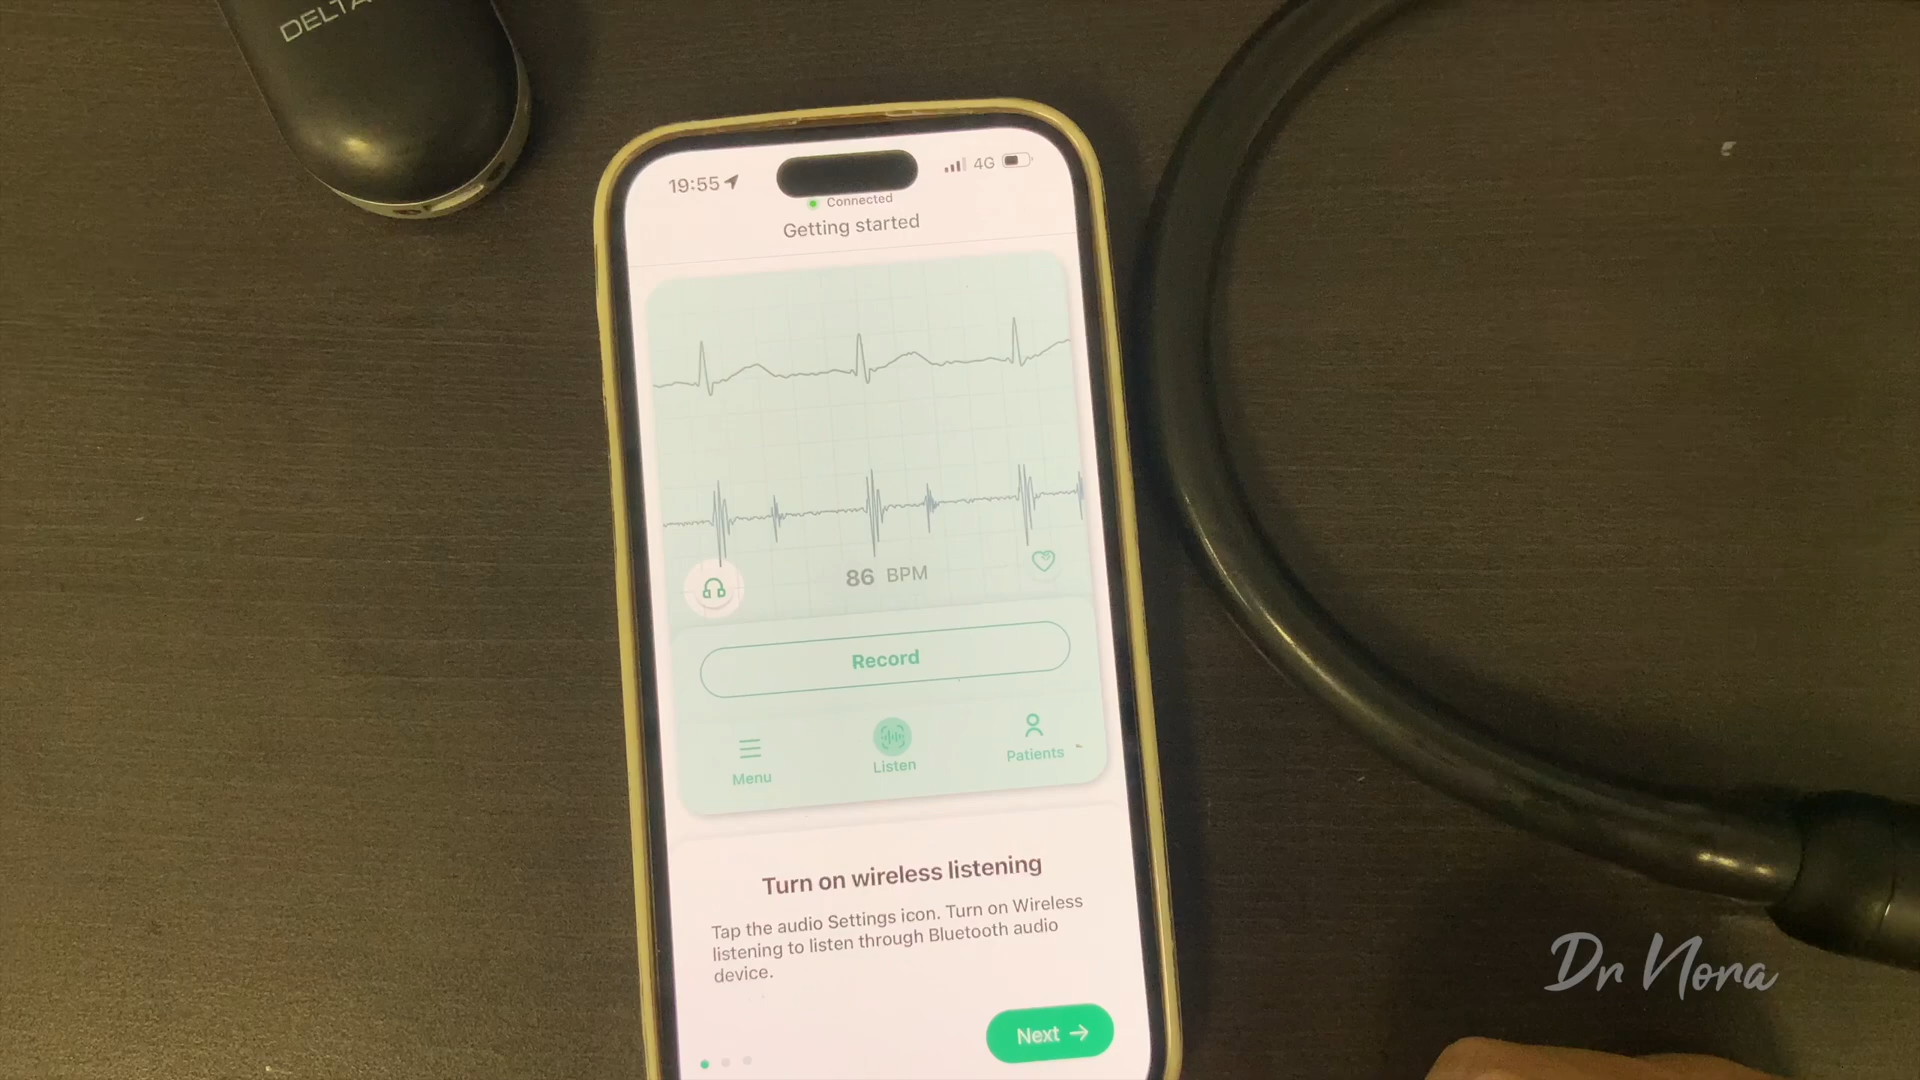 DELTA
19:55
4G
Connected
Getting started
86 BPM
Record
Menu
Listen
Patients
Turn on wireless listening
Tap the audio Settings icon. Turn on Wireless
listening to listen through Bluetooth audio
device.
Next →
Dr Nora